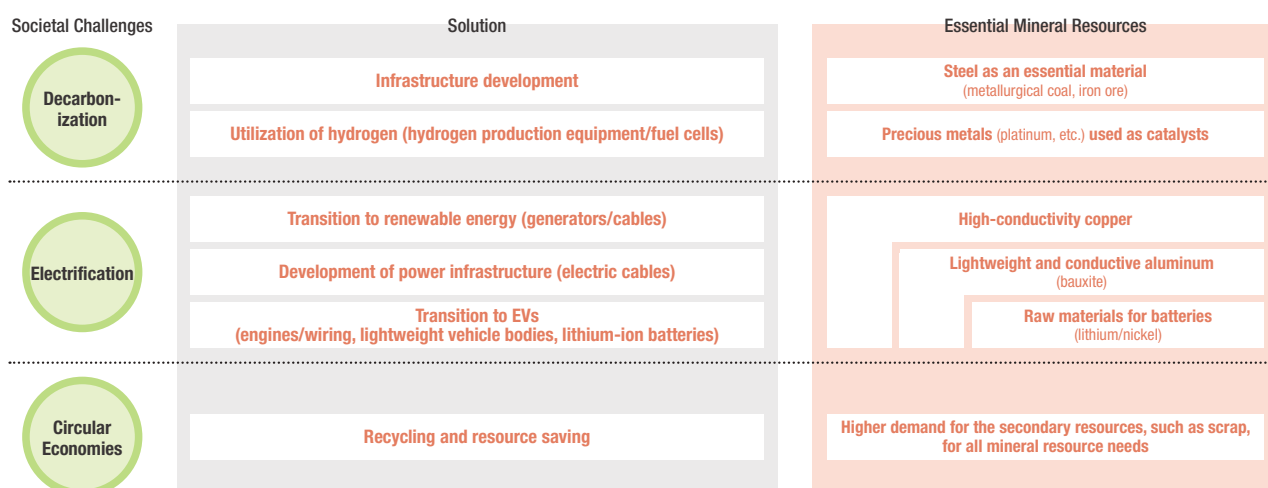 Societal Challenges
Solution
Essential Mineral Resources
Decarbon-
ization
Infrastructure development
Steel as an essential material
(metallurgical coal, iron ore)
Utilization of hydrogen (hydrogen production equipment/fuel cells)
Precious metals (platinum, etc.) used as catalysts
Electrification
Transition to renewable energy (generators/cables)
High-conductivity copper
Development of power infrastructure (electric cables)
Lightweight and conductive aluminum
(bauxite)
Transition to EVs
(engines/wiring, lightweight vehicle bodies, lithium-ion batteries)
Raw materials for batteries
(lithium/nickel)
Circular
Economies
Recycling and resource saving
Higher demand for the secondary resources, such as scrap,
for all mineral resource needs